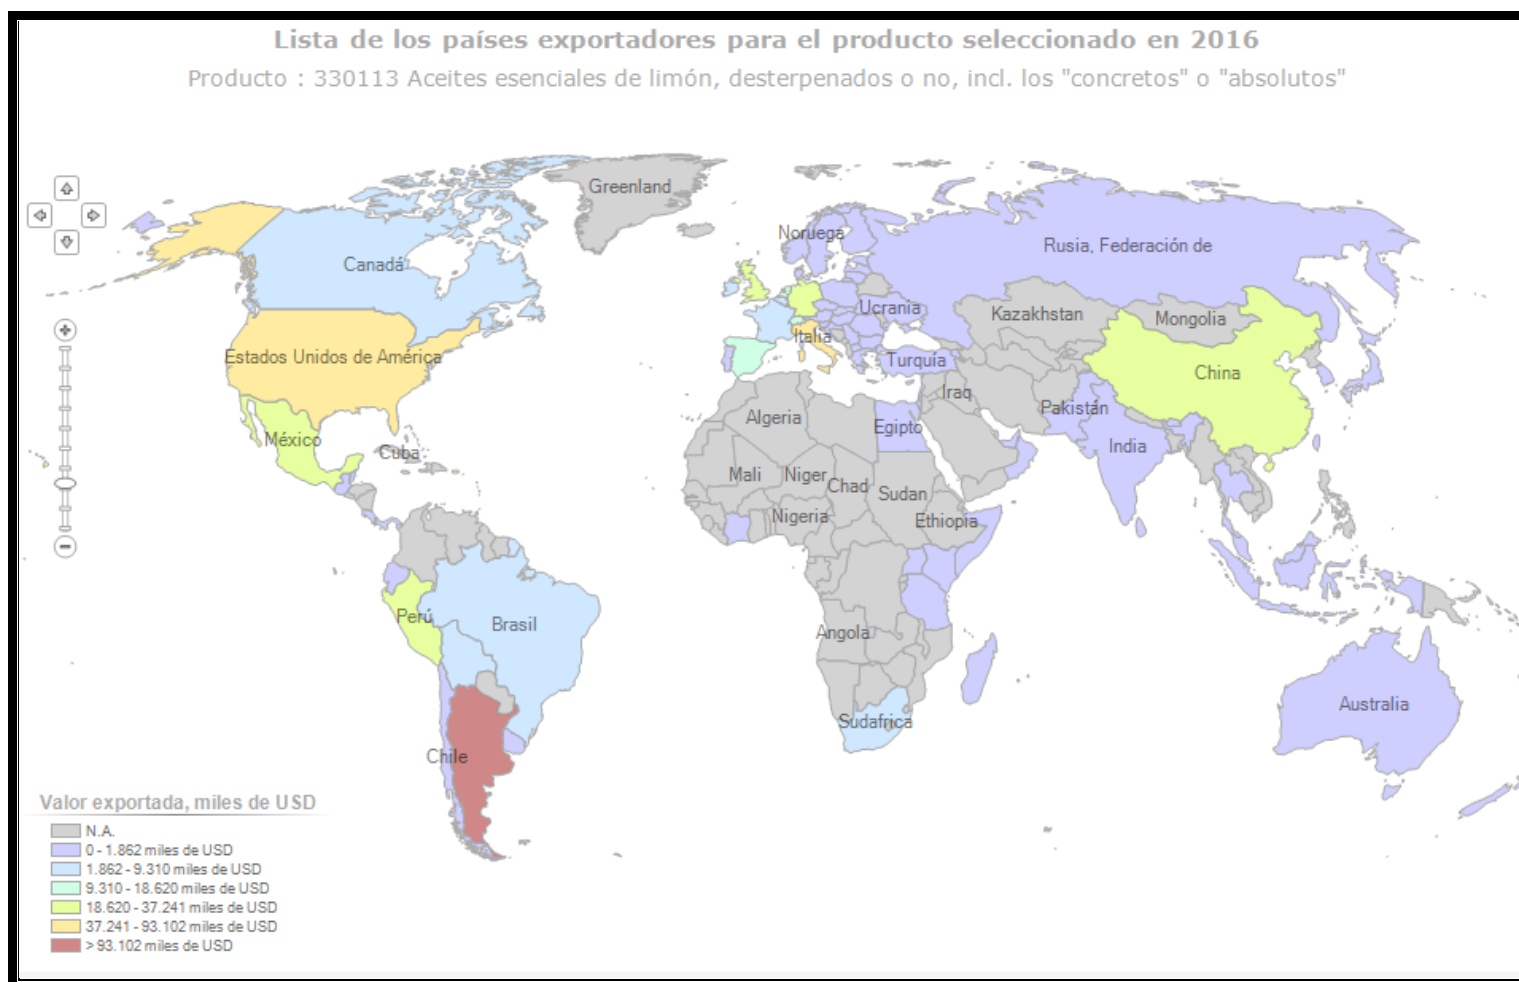 Lista de los países exportadores para el producto seleccionado en 2016
Producto : 330113 Aceites esenciales de limón, desterpenados o no, incl. los "concretos" o "absolutos"
Greenland
Noruega
Rusia, Federación de
Canadá
Ucrania
Kazakhstan
Mongolia
Italia
Estados Unidos de América
Turquía
China
Iraq
Pakistán
Algeria
Egipto
México
Cuba
India
Mali
Niger
Chad
Sudan
Nigeria
Ethiopia
Perú
Brasil
Angola
Sudafrica
Australia
Chile
Valor exportada, miles de USD
N.A.
0 - 1.862 miles de USD
1.862 - 9.310 miles de USD
9.310 - 18.620 miles de USD
18.620 - 37.241 miles de USD
37.241 - 93.102 miles de USD
> 93.102 miles de USD